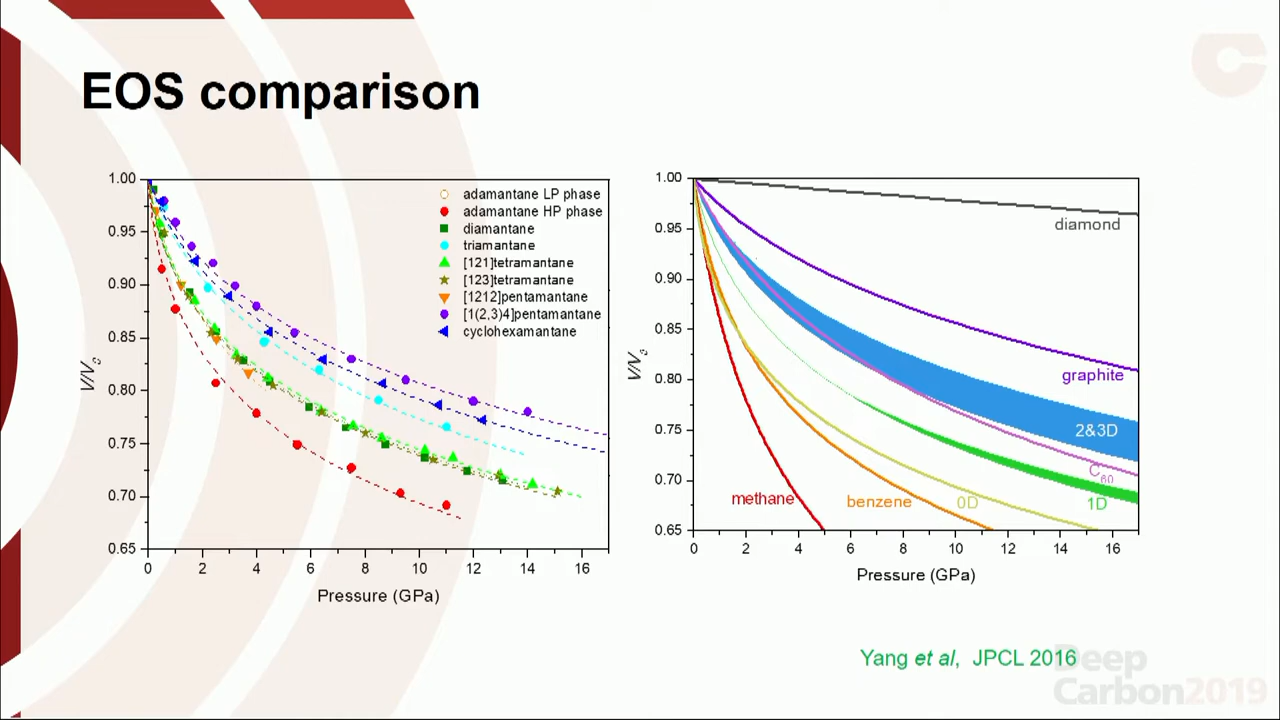 EOS comparison
1.00
0.95
0.90
0.85
0.80
0.75
0.70
0.65
V/V₀
0 2 4 6 8 10 12 14 16
Pressure (GPa)
adamantane LP phase
adamantane HP phase
diamantane
triamantane
[121]tetramantane
[123]tetramantane
[1212]pentamantane
[1(2,3)4]pentamantane
cyclohexamantane
1.00
0.95
0.90
0.85
0.80
0.75
0.70
0.65
V/V₀
0 2 4 6 8 10 12 14 16
Pressure (GPa)
diamond
graphite
2&3D
C₆₀
1D
methane
benzene
0D
Yang et al, JPCL 2016
Deep
Carbon2019